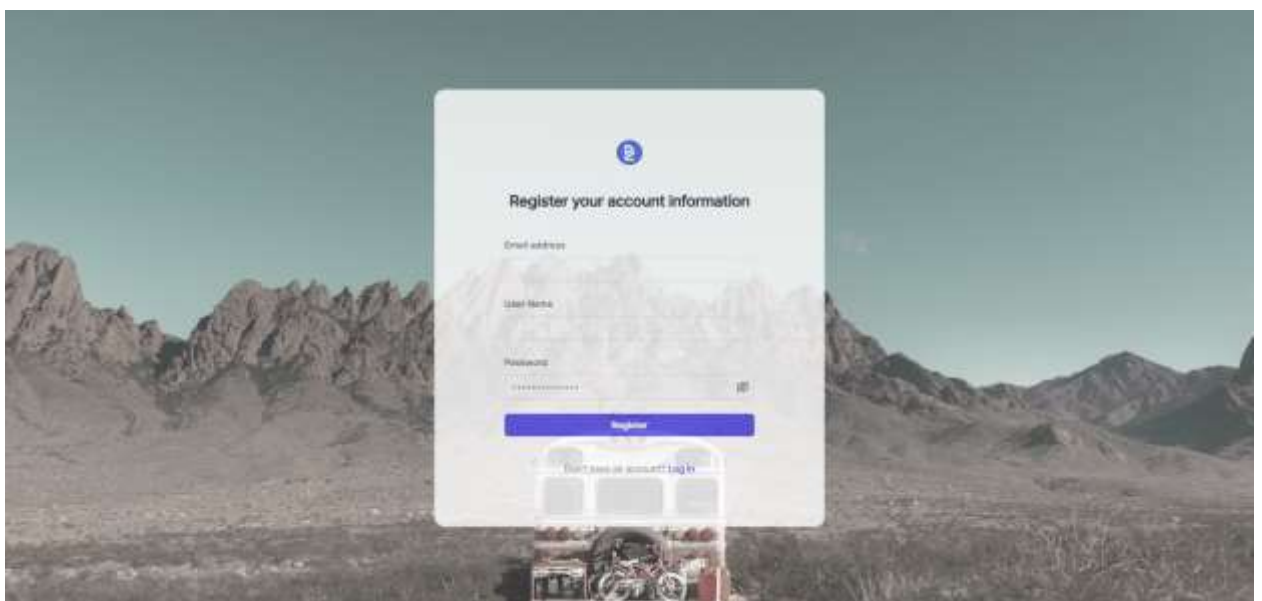 Register your account information
Email address
User Name
Password
Register
Don't have an account? Log In